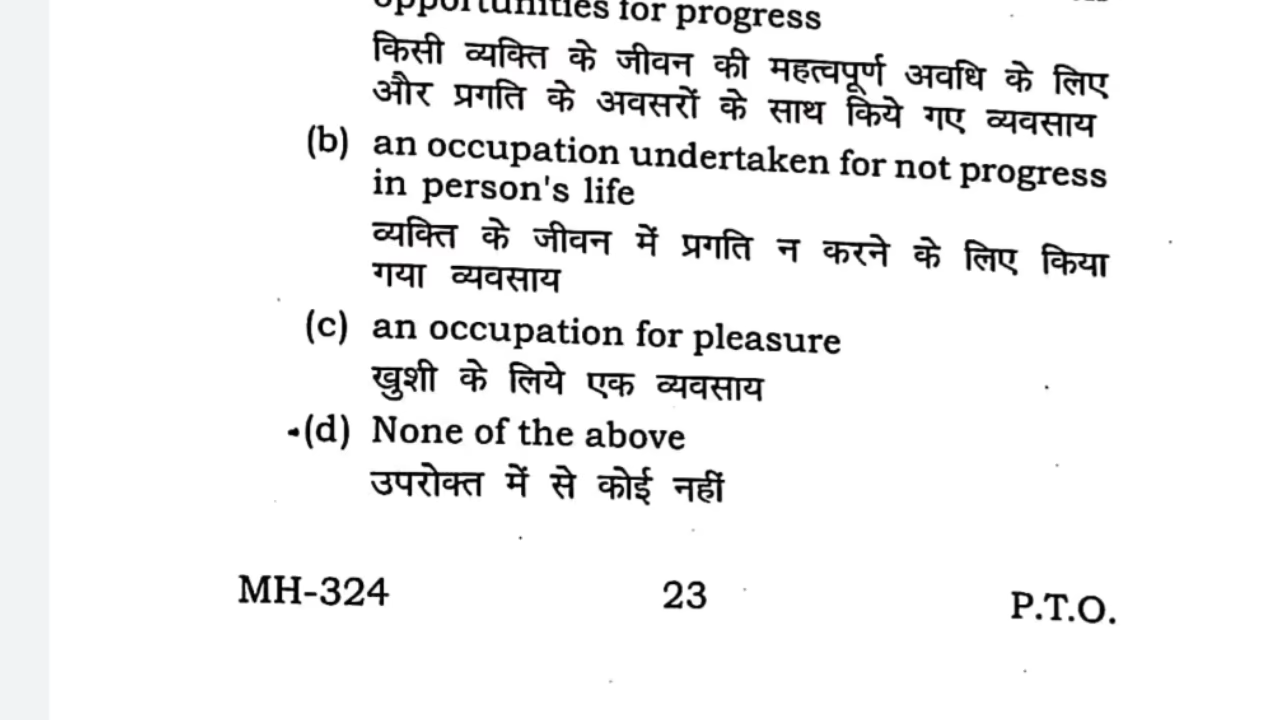 opportunities for progress
किसी व्यक्ति के जीवन की महत्वपूर्ण अवधि के लिए
और प्रगति के अवसरों के साथ किये गए व्यवसाय
(b) an occupation undertaken for not progress
in person's life
व्यक्ति के जीवन में प्रगति न करने के लिए किया
गया व्यवसाय
(c) an occupation for pleasure
खुशी के लिये एक व्यवसाय
(d) None of the above
उपरोक्त में से कोई नहीं
MH-324 23 P.T.O.